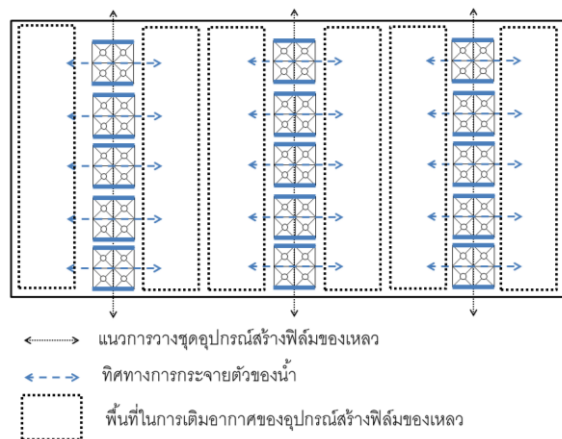 แนวการวางชุดอุปกรณ์สร้างฟิล์มของเหลว
ทิศทางการกระจายตัวของน้ำ
พื้นที่ในการเติมอากาศของอุปกรณ์สร้างฟิล์มของเหลว